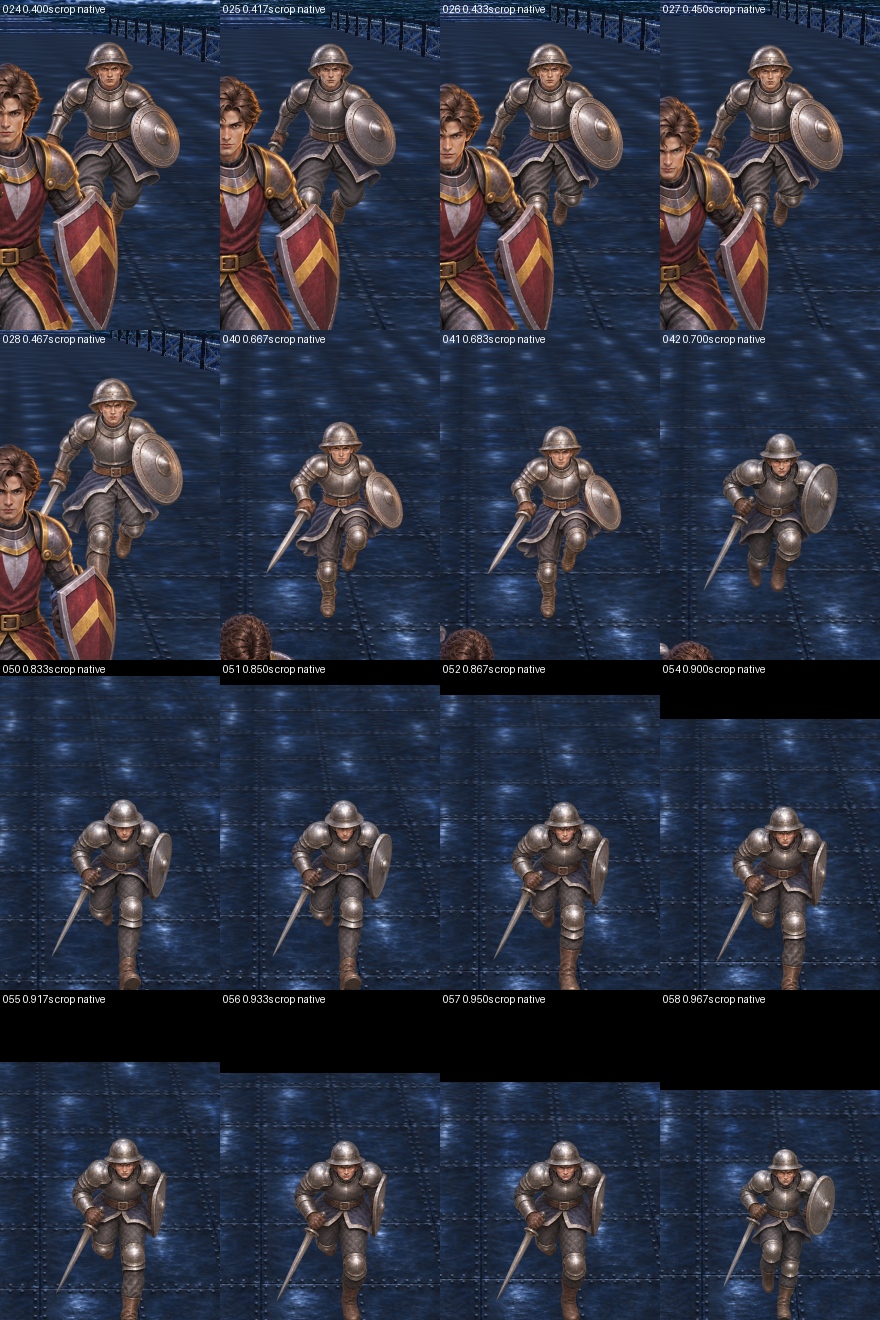 024 0.400s crop native
025 0.417s crop native
026 0.433s crop native
027 0.450s crop native
028 0.467s crop native
040 0.667s crop native
041 0.683s crop native
042 0.700s crop native
050 0.833s crop native
051 0.850s crop native
052 0.867s crop native
054 0.900s crop native
055 0.917s crop native
056 0.933s crop native
057 0.950s crop native
058 0.967s crop native